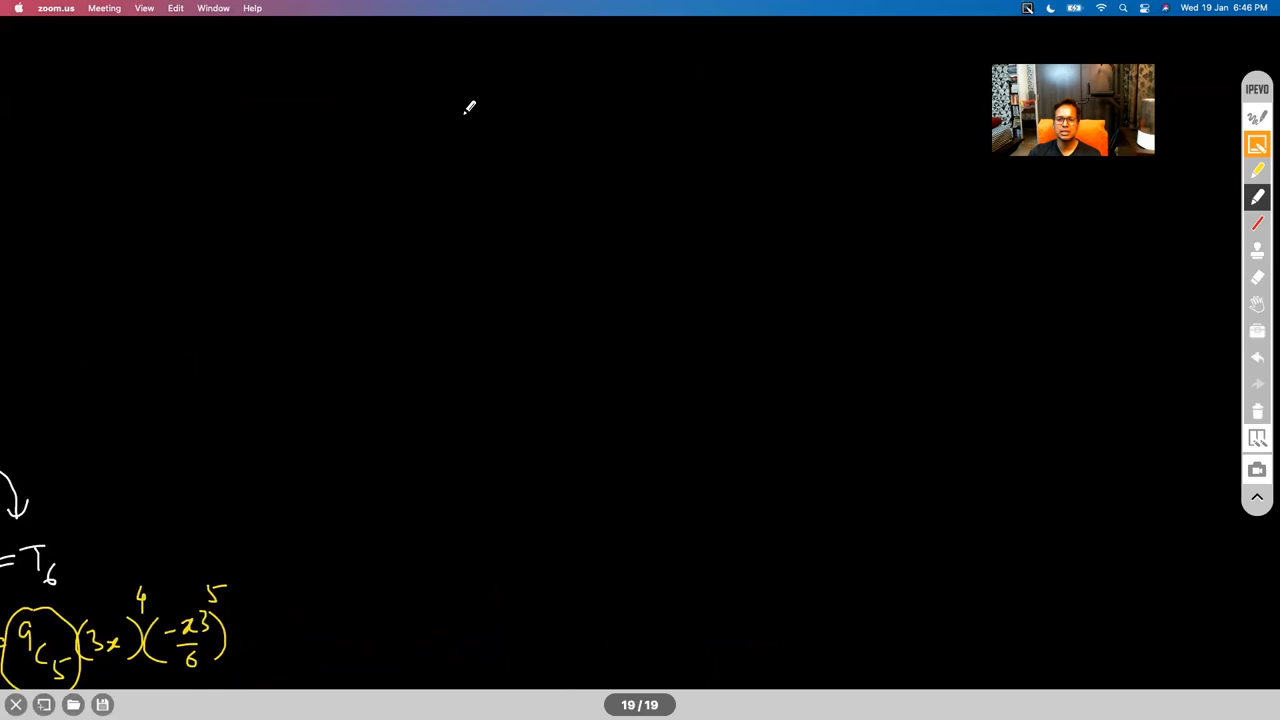 zoom.us Meeting View Edit Window Help Wed 19 Jan 6:46 PM
IPEVO
= T₆
⁹C₅ (3x)⁴ (-x³/6)⁵
19 / 19